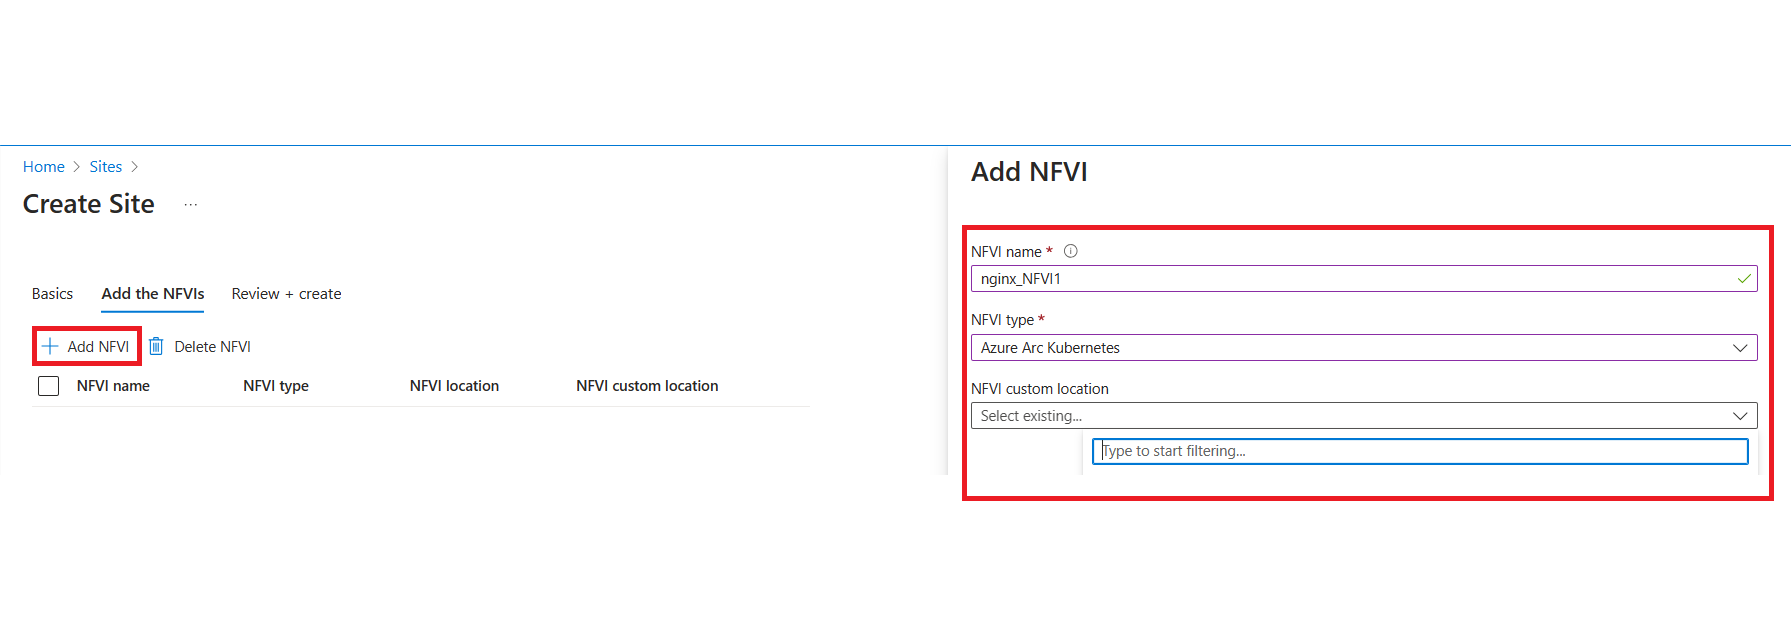 Home > Sites >
Create Site ...
Basics Add the NFVIs Review + create
+ Add NFVI Delete NFVI
NFVI name NFVI type NFVI location NFVI custom location
Add NFVI
NFVI name *
nginx_NFVI1
NFVI type *
Azure Arc Kubernetes
NFVI custom location
Select existing...
Type to start filtering...